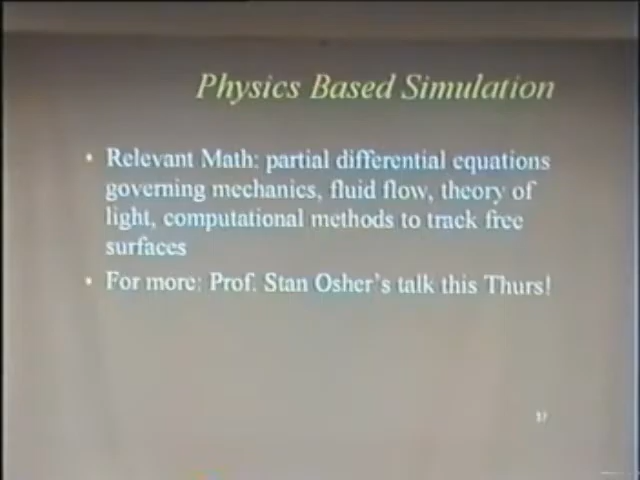 Physics Based Simulation
• Relevant Math: partial differential equations
governing mechanics, fluid flow, theory of
light, computational methods to track free
surfaces
• For more: Prof. Stan Osher's talk this Thurs!